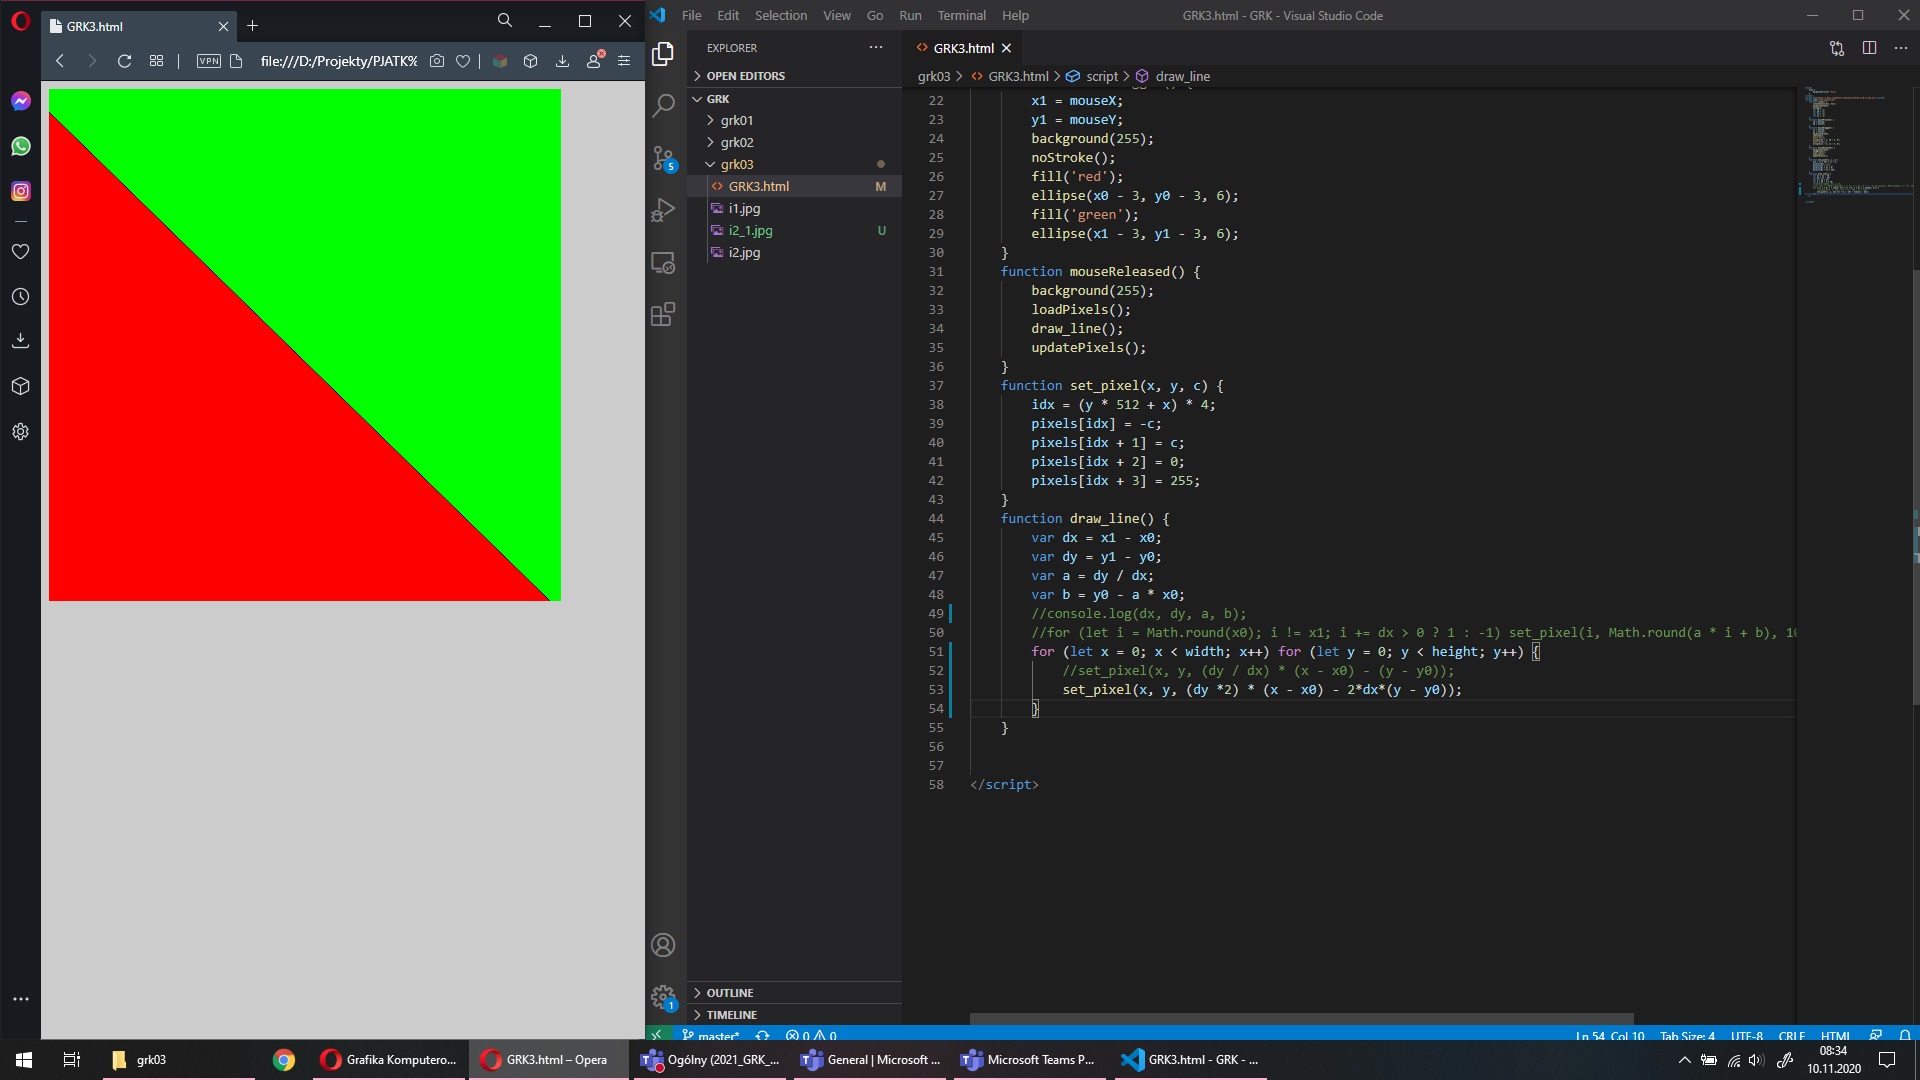 GRK3.html
VPN
file:///D:/Projekty/PJATK%
File Edit Selection View Go Run Terminal Help
GRK3.html - GRK - Visual Studio Code
EXPLORER
OPEN EDITORS
GRK
grk01
grk02
grk03
GRK3.html M
i1.jpg
i2_1.jpg U
i2.jpg
OUTLINE
TIMELINE
5
1
GRK3.html
grk03 > GRK3.html > script > draw_line
22 x1 = mouseX;
23 y1 = mouseY;
24 background(255);
25 noStroke();
26 fill('red');
27 ellipse(x0 - 3, y0 - 3, 6);
28 fill('green');
29 ellipse(x1 - 3, y1 - 3, 6);
30 }
31 function mouseReleased() {
32 background(255);
33 loadPixels();
34 draw_line();
35 updatePixels();
36 }
37 function set_pixel(x, y, c) {
38 idx = (y * 512 + x) * 4;
39 pixels[idx] = -c;
40 pixels[idx + 1] = c;
41 pixels[idx + 2] = 0;
42 pixels[idx + 3] = 255;
43 }
44 function draw_line() {
45 var dx = x1 - x0;
46 var dy = y1 - y0;
47 var a = dy / dx;
48 var b = y0 - a * x0;
49 //console.log(dx, dy, a, b);
50 //for (let i = Math.round(x0); i != x1; i += dx > 0 ? 1 : -1) set_pixel(i, Math.round(a * i + b), 10
51 for (let x = 0; x < width; x++) for (let y = 0; y < height; y++) {
52 //set_pixel(x, y, (dy / dx) * (x - x0) - (y - y0));
53 set_pixel(x, y, (dy *2) * (x - x0) - 2*dx*(y - y0));
54 }
55 }
56
57
58 </script>
master* 0 0
Ln 54, Col 10 Tab Size: 4 UTF-8 CRLF HTML
grk03
Grafika Komputero...
GRK3.html – Opera
Ogólny (2021_GRK_...
General | Microsoft ...
Microsoft Teams P...
GRK3.html - GRK - ...
08:34
10.11.2020